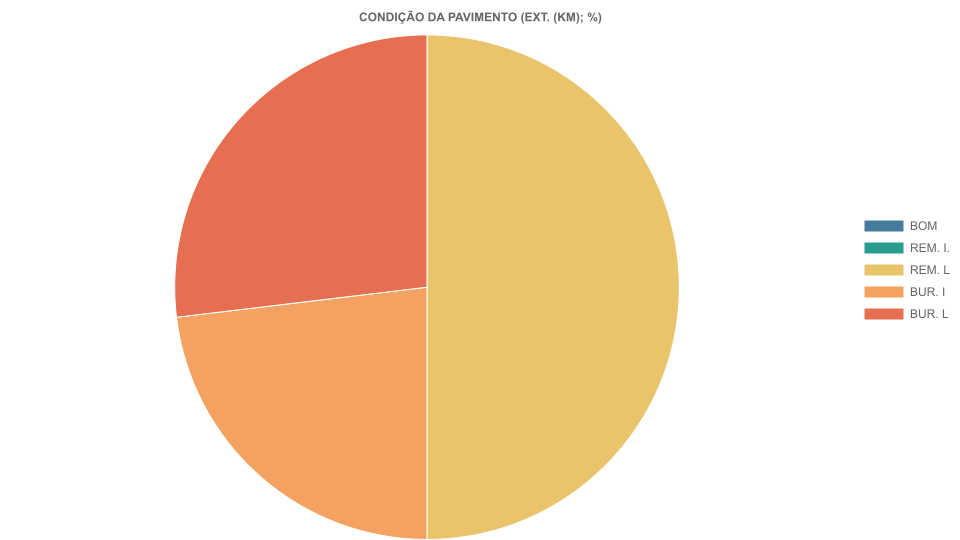 CONDIÇÃO DA PAVIMENTO (EXT. (KM); %)
BOM
REM. I.
REM. L
BUR. I
BUR. L